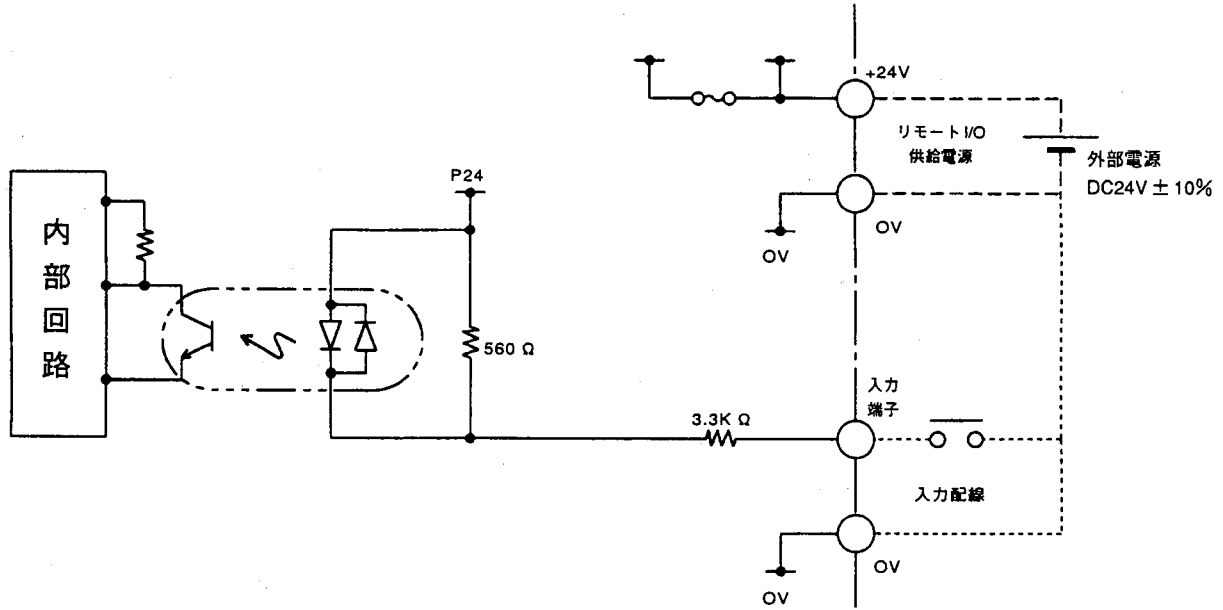 +24V
リモート I/O
供給電源
外部電源
DC24V ± 10%
P24
OV
OV
内部回路
560 Ω
入力
端子
3.3K Ω
入力配線
OV
OV